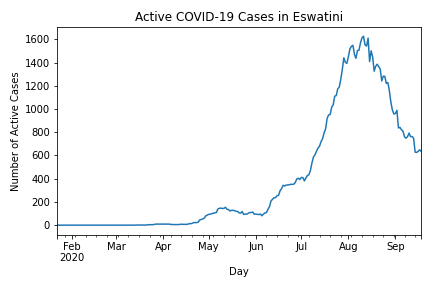 Active COVID-19 Cases in Eswatini
Number of Active Cases
1600
1400
1200
1000
800
600
400
200
0
Feb Mar Apr May Jun Jul Aug Sep
2020
Day